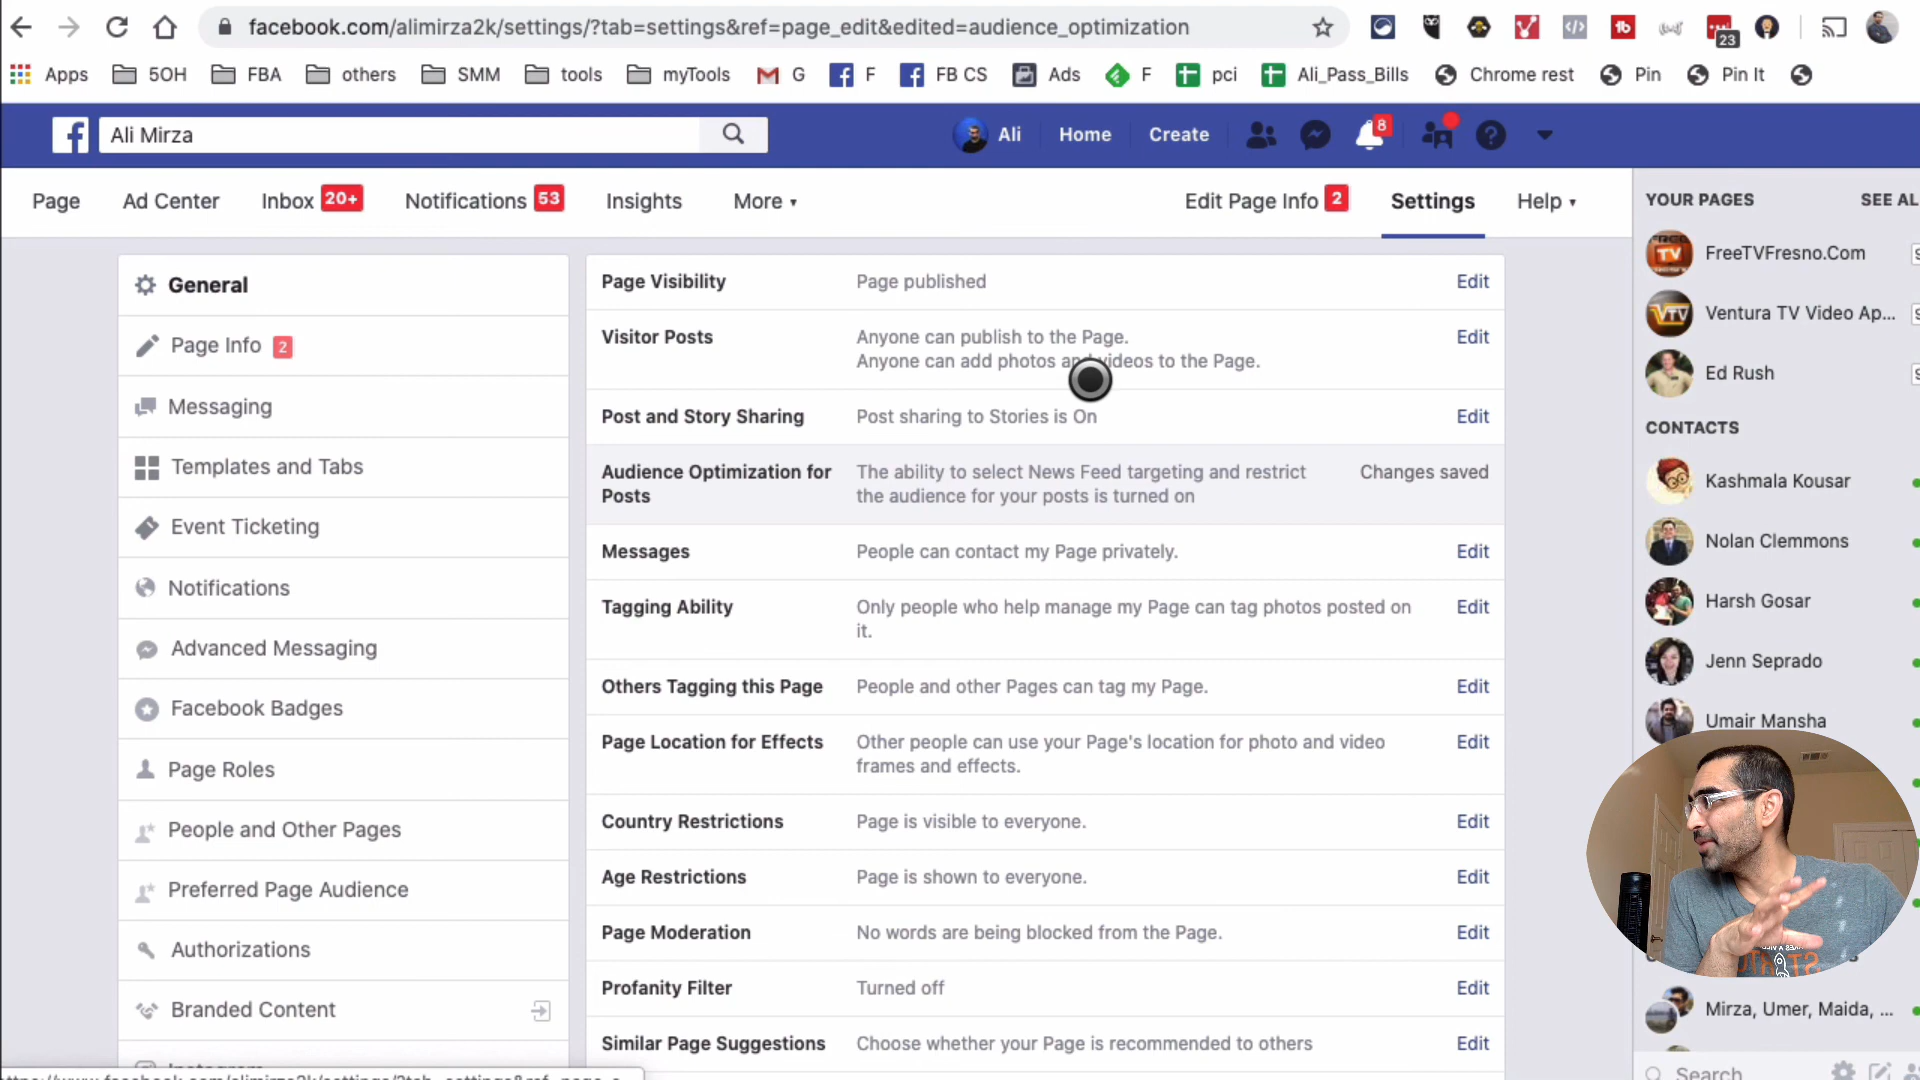 facebook.com/alimirza2k/settings/?tab=settings&ref=page_edit&edited=audience_optimization
23
Apps 5OH FBA others SMM tools myTools G F FB CS Ads F pci Ali_Pass_Bills Chrome rest Pin Pin It
Ali Mirza
Ali Home Create 8
Page Ad Center Inbox 20+ Notifications 53 Insights More Edit Page Info 2 Settings Help
General
Page Info 2
Messaging
Templates and Tabs
Event Ticketing
Notifications
Advanced Messaging
Facebook Badges
Page Roles
People and Other Pages
Preferred Page Audience
Authorizations
Branded Content
Page Visibility Page published Edit
Visitor Posts Anyone can publish to the Page. Edit
Anyone can add photos and videos to the Page.
Post and Story Sharing Post sharing to Stories is On Edit
Audience Optimization for The ability to select News Feed targeting and restrict Changes saved
Posts the audience for your posts is turned on
Messages People can contact my Page privately. Edit
Tagging Ability Only people who help manage my Page can tag photos posted on Edit
it.
Others Tagging this Page People and other Pages can tag my Page. Edit
Page Location for Effects Other people can use your Page's location for photo and video Edit
frames and effects.
Country Restrictions Page is visible to everyone. Edit
Age Restrictions Page is shown to everyone. Edit
Page Moderation No words are being blocked from the Page. Edit
Profanity Filter Turned off Edit
Similar Page Suggestions Choose whether your Page is recommended to others Edit
YOUR PAGES SEE AL
FreeTVFresno.Com
Ventura TV Video Ap...
Ed Rush
CONTACTS
Kashmala Kousar
Nolan Clemmons
Harsh Gosar
Jenn Seprado
Umair Mansha
Mirza, Umer, Maida, ...
Search